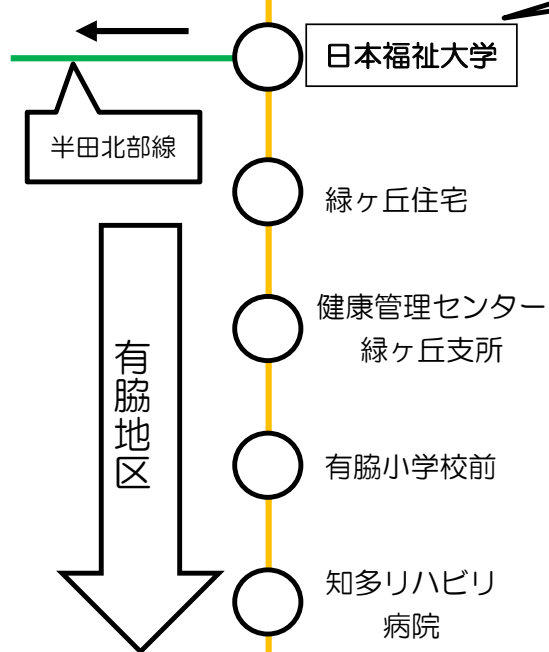 日本福祉大学
半田北部線
緑ヶ丘住宅
健康管理センター
緑ヶ丘支所
有脇地区
有脇小学校前
知多リハビリ
病院